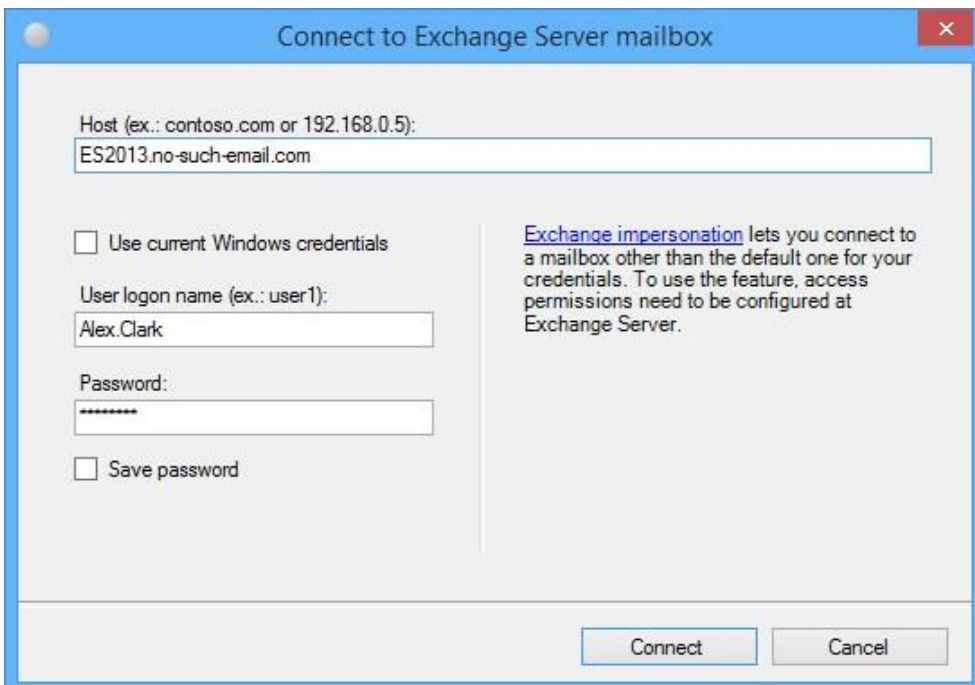 Connect to Exchange Server mailbox
Host (ex.: contoso.com or 192.168.0.5):
ES2013.no-such-email.com
Use current Windows credentials
User logon name (ex.: user1):
Alex.Clark
Password:
********
Save password
Exchange impersonation lets you connect to
a mailbox other than the default one for your
credentials. To use the feature, access
permissions need to be configured at
Exchange Server.
Connect
Cancel